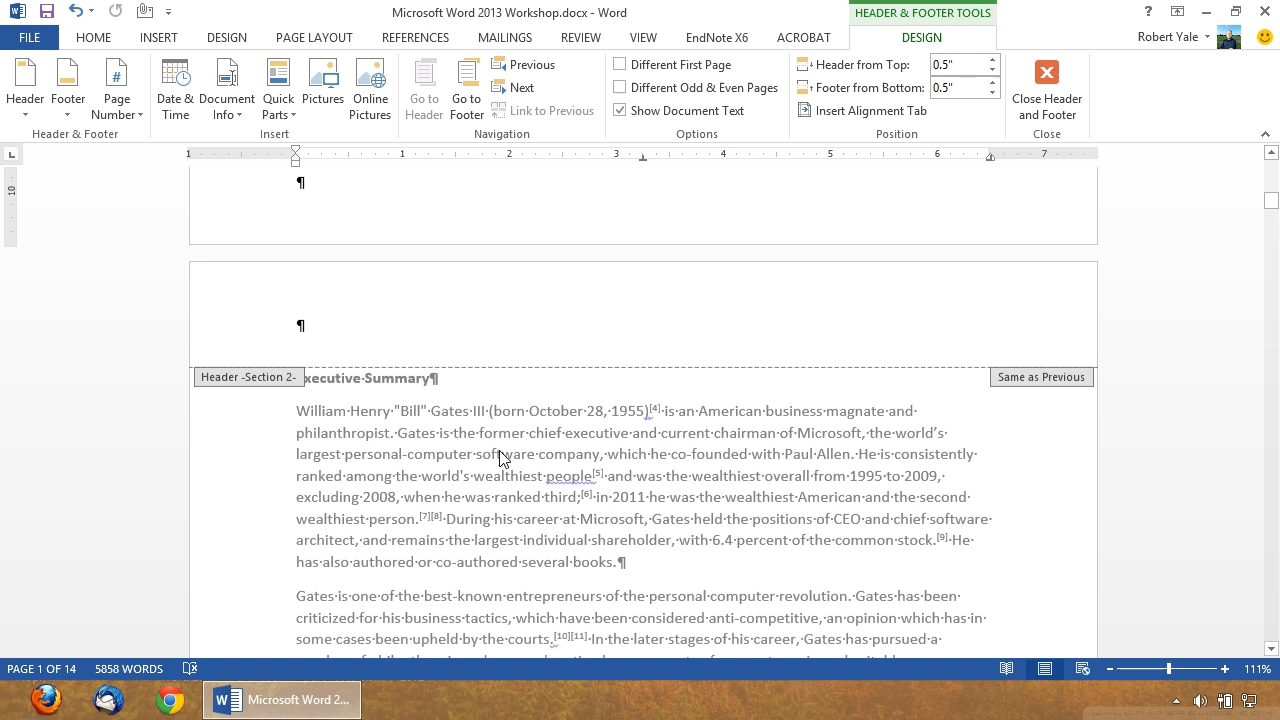 Microsoft Word 2013 Workshop.docx - Word
HEADER & FOOTER TOOLS
?
FILE HOME INSERT DESIGN PAGE LAYOUT REFERENCES MAILINGS REVIEW VIEW EndNote X6 ACROBAT DESIGN Robert Yale
Header
Footer
Page Number
Header & Footer
Date & Time
Document Info
Quick Parts
Pictures
Online Pictures
Insert
Go to Header
Go to Footer
Previous
Next
Link to Previous
Navigation
Different First Page
Different Odd & Even Pages
Show Document Text
Options
Header from Top: 0.5"
Footer from Bottom: 0.5"
Insert Alignment Tab
Position
Close Header and Footer
Close
L
1 1 2 3 4 5 6 7
10
¶
¶
Header -Section 2-
xecutive·Summary¶
Same as Previous
William·Henry·"Bill"·Gates·III·(born·October·28,·1955)[4]·is·an·American·business·magnate·and·
philanthropist.·Gates·is·the·former·chief·executive·and·current·chairman·of·Microsoft,·the·world’s·
largest·personal-computer·software·company,·which·he·co-founded·with·Paul·Allen.·He·is·consistently·
ranked·among·the·world's·wealthiest·people[5]·and·was·the·wealthiest·overall·from·1995·to·2009,·
excluding·2008,·when·he·was·ranked·third;[6]·in·2011·he·was·the·wealthiest·American·and·the·second·
wealthiest·person.[7][8]·During·his·career·at·Microsoft,·Gates·held·the·positions·of·CEO·and·chief·software·
architect,·and·remains·the·largest·individual·shareholder,·with·6.4·percent·of·the·common·stock.[9]·He·
has·also·authored·or·co-authored·several·books.¶
Gates·is·one·of·the·best-known·entrepreneurs·of·the·personal·computer·revolution.·Gates·has·been·
criticized·for·his·business·tactics,·which·have·been·considered·anti-competitive,·an·opinion·which·has·in·
some·cases·been·upheld·by·the·courts.[10][11]·In·the·later·stages·of·his·career,·Gates·has·pursued·a·
PAGE 1 OF 14 5858 WORDS 111%
Microsoft Word 2...